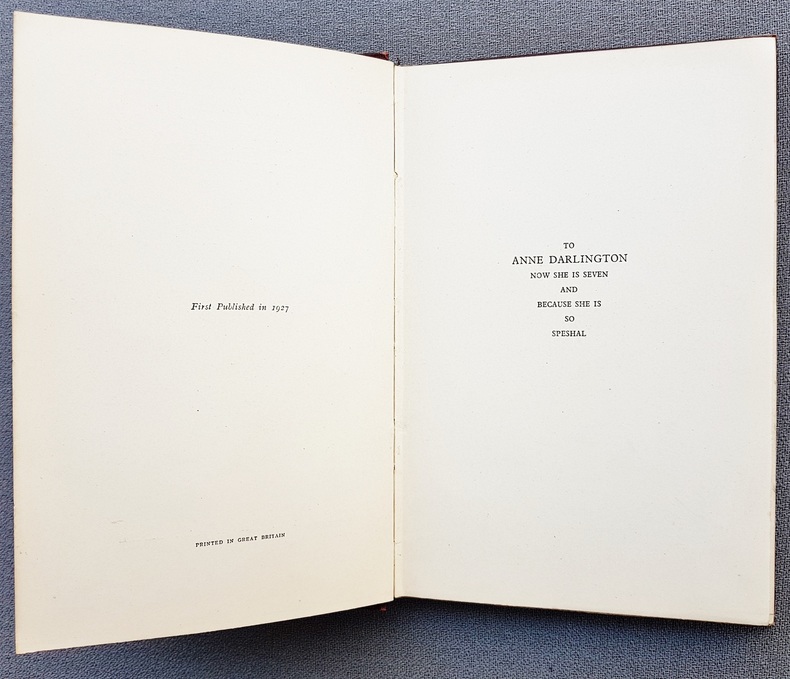 First Published in 1927
PRINTED IN GREAT BRITAIN
TO
ANNE DARLINGTON
NOW SHE IS SEVEN
AND
BECAUSE SHE IS
SO
SPESHAL